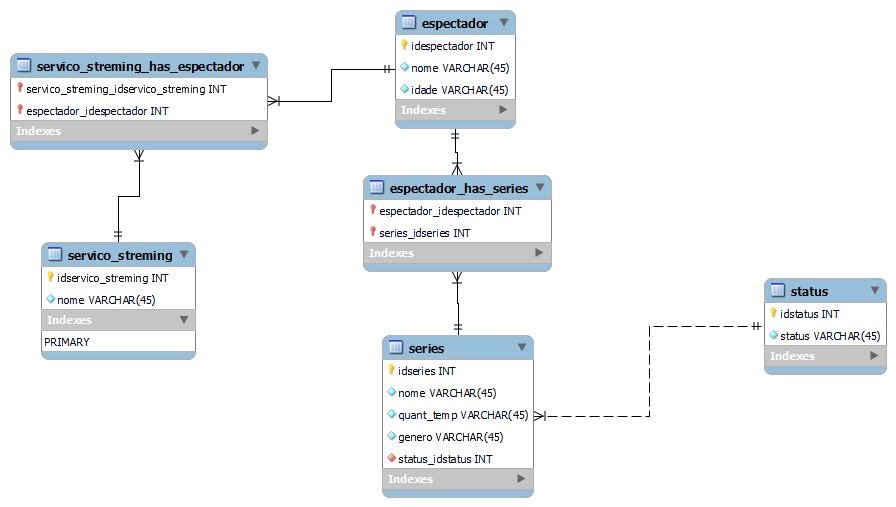 espectador
idespectador INT
nome VARCHAR(45)
idade VARCHAR(45)
Indexes
servico_streming_has_espectador
servico_streming_idservico_streming INT
espectador_idespectador INT
Indexes
espectador_has_series
espectador_idespectador INT
series_idseries INT
Indexes
servico_streming
idservico_streming INT
nome VARCHAR(45)
Indexes
PRIMARY
status
idstatus INT
status VARCHAR(45)
Indexes
series
idseries INT
nome VARCHAR(45)
quant_temp VARCHAR(45)
genero VARCHAR(45)
status_idstatus INT
Indexes